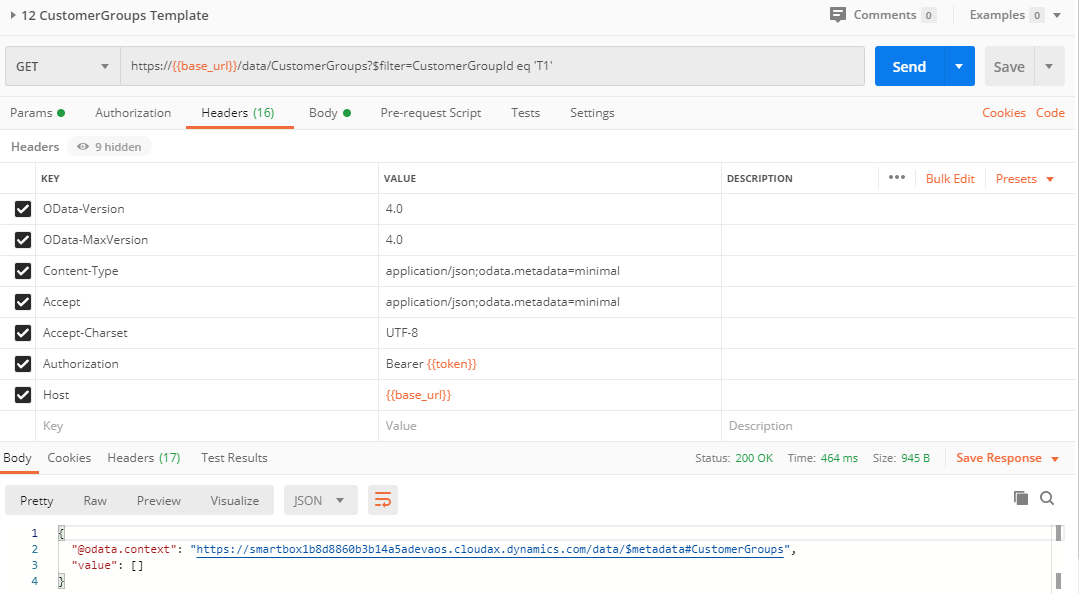 12 CustomerGroups Template Comments 0 Examples 0
GET https://{{base_url}}/data/CustomerGroups?$filter=CustomerGroupId eq 'T1' Send Save
Params Authorization Headers (16) Body Pre-request Script Tests Settings Cookies Code
Headers 9 hidden
KEY VALUE DESCRIPTION ••• Bulk Edit Presets
OData-Version 4.0
OData-MaxVersion 4.0
Content-Type application/json;odata.metadata=minimal
Accept application/json;odata.metadata=minimal
Accept-Charset UTF-8
Authorization Bearer {{token}}
Host {{base_url}}
Key Value Description
Body Cookies Headers (17) Test Results Status: 200 OK Time: 464 ms Size: 945 B Save Response
Pretty Raw Preview Visualize JSON
1 {
2 "@odata.context": "https://smartbox1b8d8860b3b14a5adevaos.cloudax.dynamics.com/data/$metadata#CustomerGroups",
3 "value": []
4 }